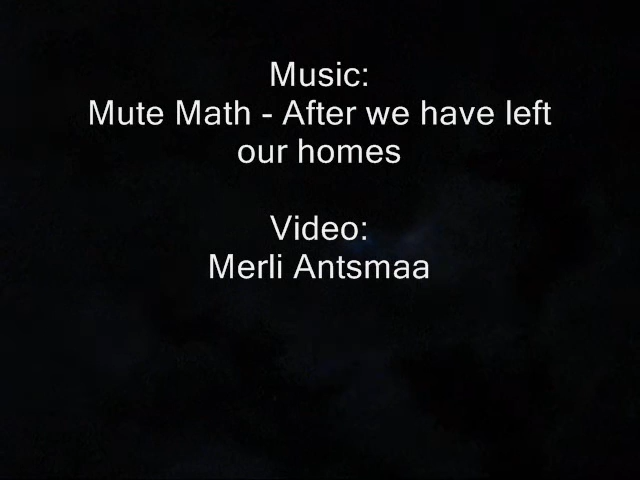 Music:
Mute Math - After we have left
our homes
Video:
Merli Antsmaa